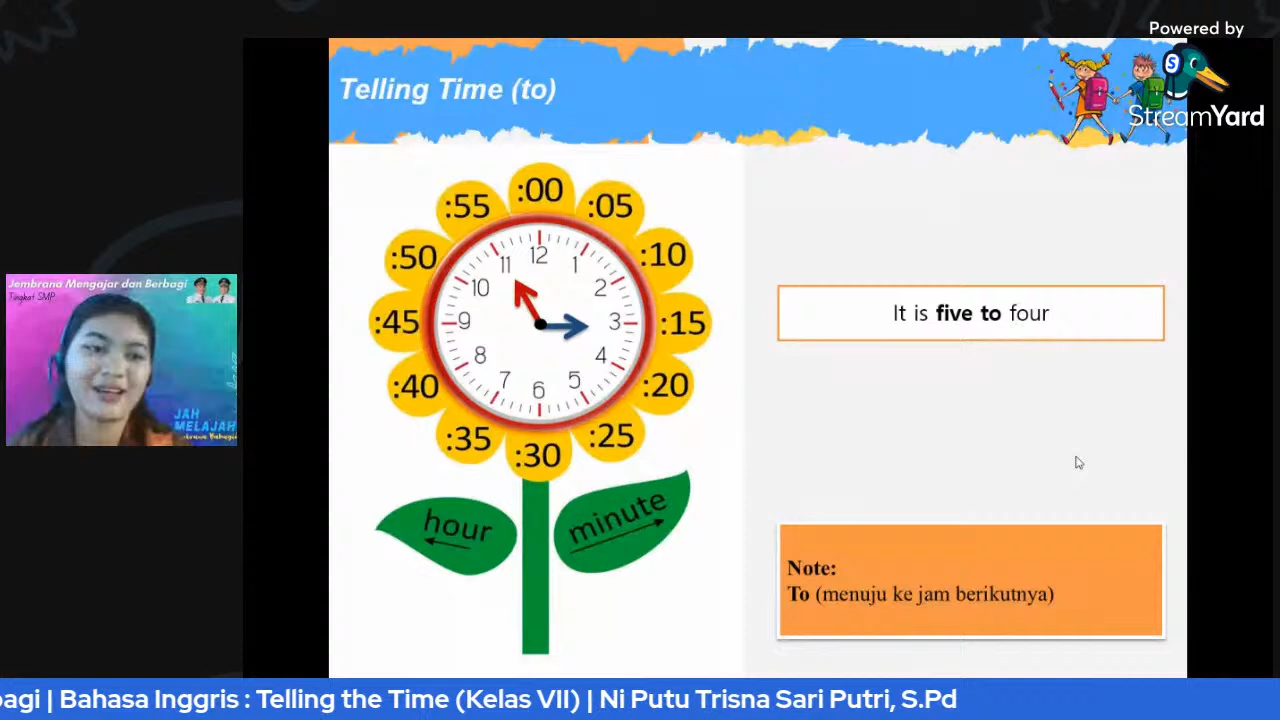 Powered by
StreamYard
Telling Time (to)
:00
:05
:10
:15
:20
:25
:30
:35
:40
:45
:50
:55
12
1
2
3
4
5
6
7
8
9
10
11
hour
minute
It is five to four
Note:
To (menuju ke jam berikutnya)
Jembrana Mengajar dan Berbagi
Tingkat SMP
JAH
MELAJAH
bagi | Bahasa Inggris : Telling the Time (Kelas VII) | Ni Putu Trisna Sari Putri, S.Pd